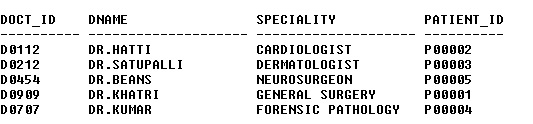 DOCT_ID    DNAME                SPECIALITY           PATIENT_ID
---------- -------------------- -------------------- ----------
D0112      DR.HATTI             CARDIOLOGIST         P00002
D0212      DR.SATUPALLI         DERMATOLOGIST        P00003
D0454      DR.BEANS             NEUROSURGEON         P00005
D0909      DR.KHATRI            GENERAL SURGERY      P00001
D0707      DR.KUMAR             FORENSIC PATHOLOGY   P00004